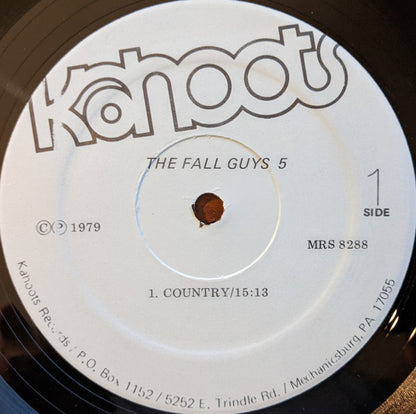 Kahoots
THE FALL GUYS 5
1
SIDE
©℗ 1979
MRS 8288
1. COUNTRY/15:13
Kahoots Records / P.O. Box 1152 / 5252 E. Trindle Rd. / Mechanicsburg, PA 17055